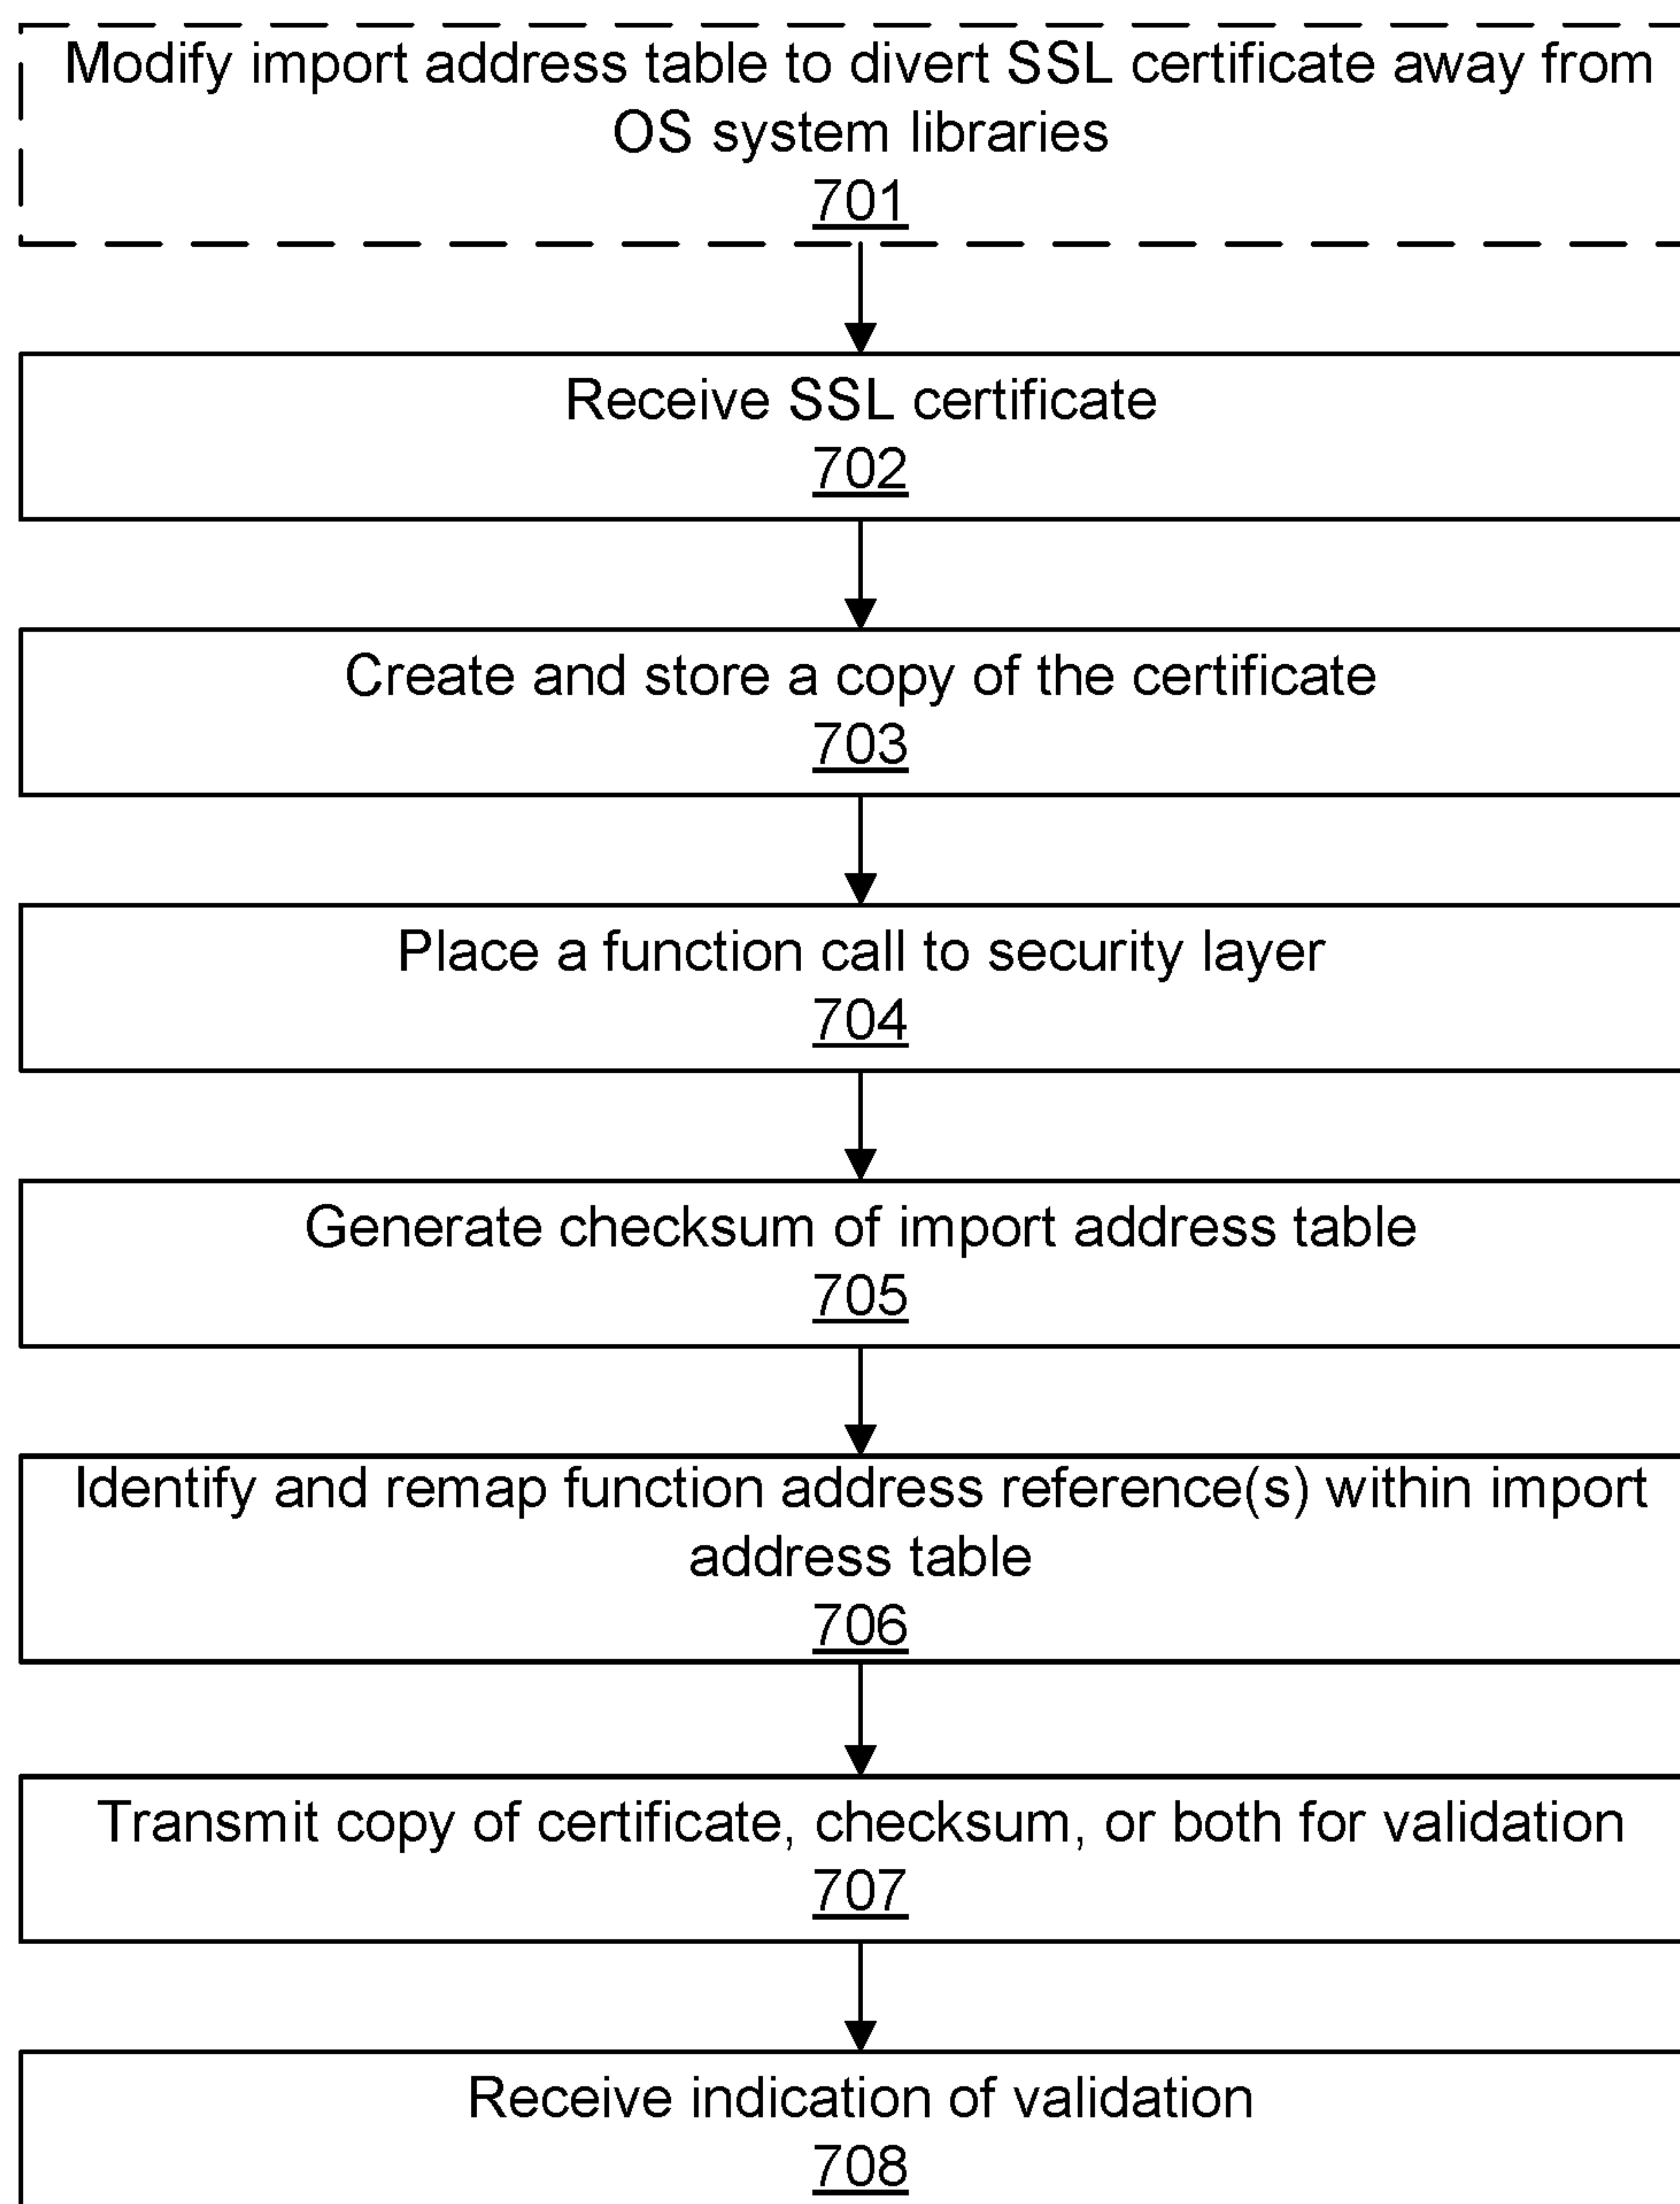 Modify import address table to divert SSL certificate away from
OS system libraries
701
Receive SSL certificate
702
Create and store a copy of the certificate
703
Place a function call to security layer
704
Generate checksum of import address table
705
Identify and remap function address reference(s) within import
address table
706
Transmit copy of certificate, checksum, or both for validation
707
Receive indication of validation
708